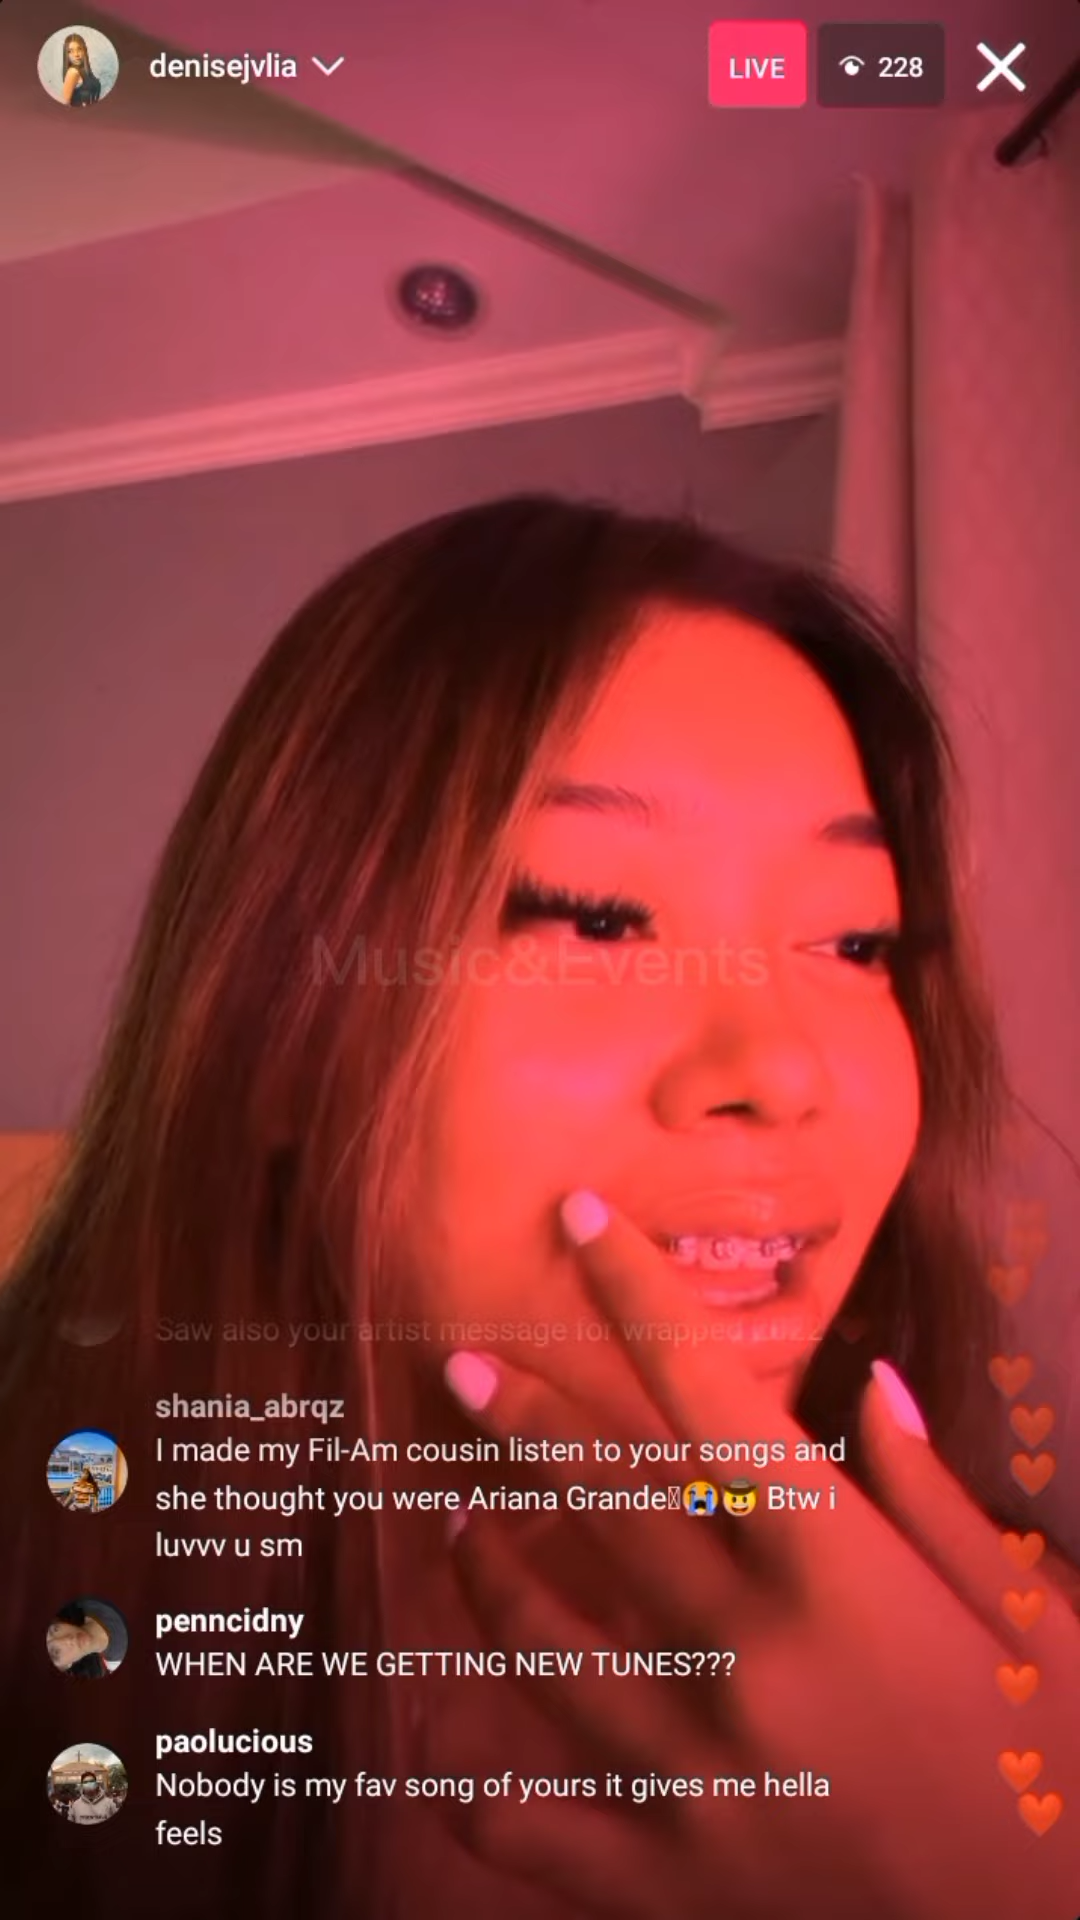 denisejvlia
LIVE
228
Music&Events
Saw also your artist message for wrapped 2022
shania_abrqz
I made my Fil-Am cousin listen to your songs and
she thought you were Ariana Grande😭🤠 Btw i
luvvv u sm
penncidny
WHEN ARE WE GETTING NEW TUNES???
paolucious
Nobody is my fav song of yours it gives me hella
feels